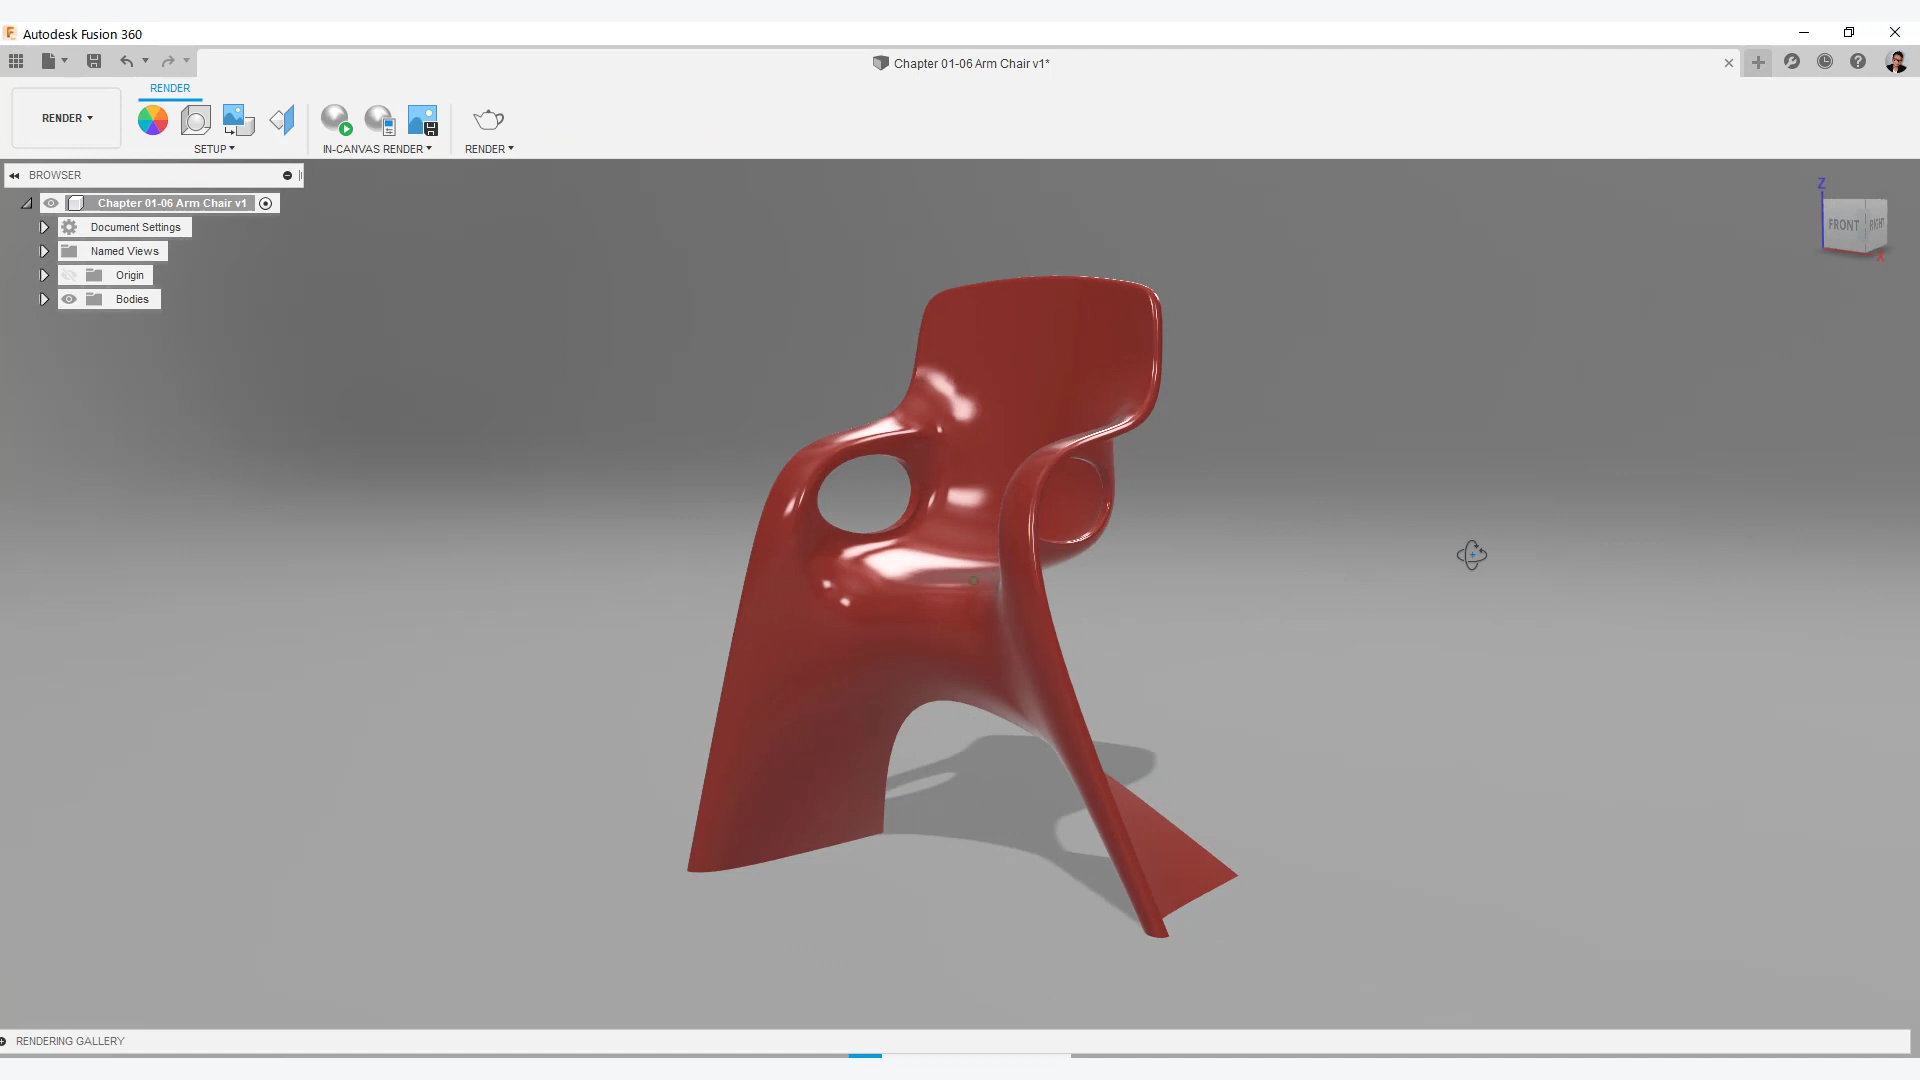 Autodesk Fusion 360
Chapter 01-06 Arm Chair v1*
RENDER
RENDER
SETUP
IN-CANVAS RENDER
RENDER
BROWSER
Chapter 01-06 Arm Chair v1
Document Settings
Named Views
Origin
Bodies
Z
FRONT
RIGHT
X
RENDERING GALLERY